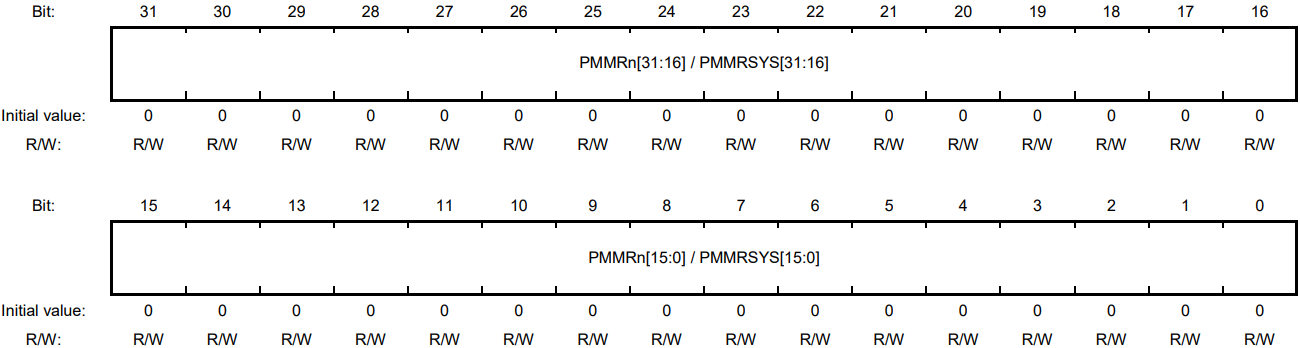 Bit: 31 30 29 28 27 26 25 24 23 22 21 20 19 18 17 16
PMMRn[31:16] / PMMRSYS[31:16]
Initial value: 0 0 0 0 0 0 0 0 0 0 0 0 0 0 0 0
R/W: R/W R/W R/W R/W R/W R/W R/W R/W R/W R/W R/W R/W R/W R/W R/W R/W
Bit: 15 14 13 12 11 10 9 8 7 6 5 4 3 2 1 0
PMMRn[15:0] / PMMRSYS[15:0]
Initial value: 0 0 0 0 0 0 0 0 0 0 0 0 0 0 0 0
R/W: R/W R/W R/W R/W R/W R/W R/W R/W R/W R/W R/W R/W R/W R/W R/W R/W